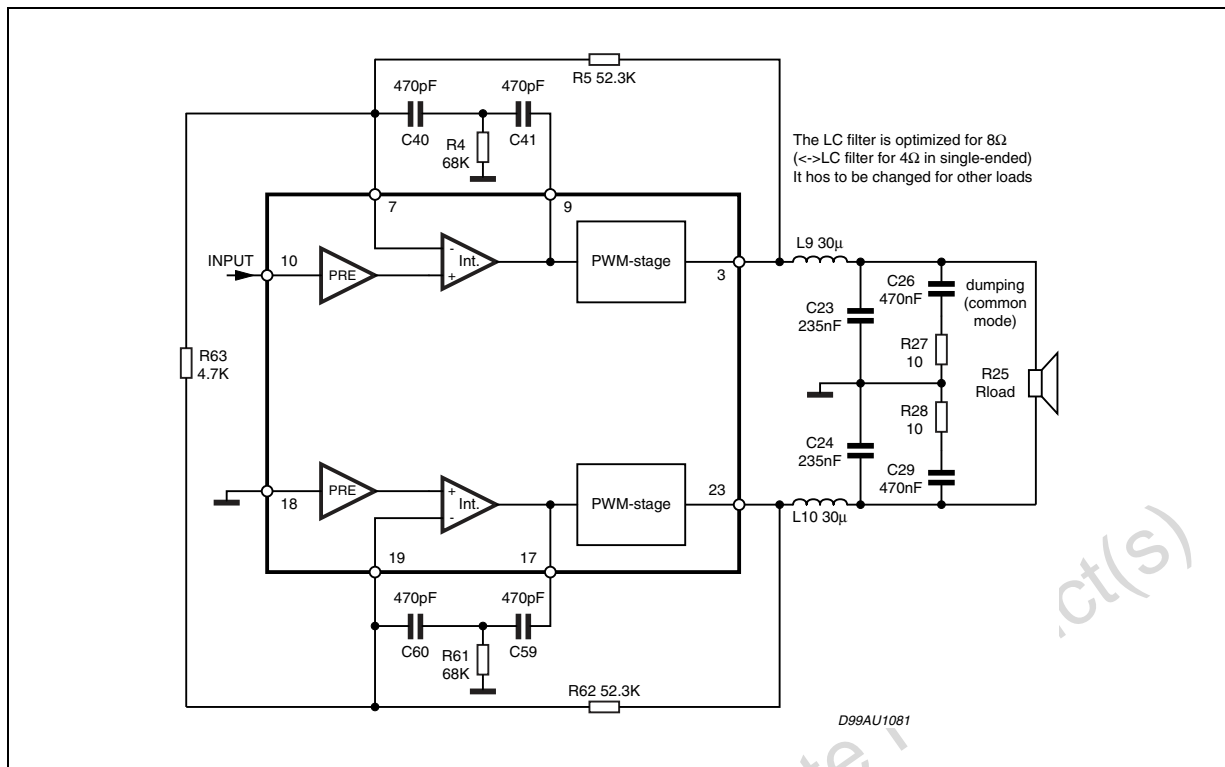 R5 52.3K
470pF
470pF
C40
C41
R4
68K
The LC filter is optimized for 8Ω
(<->LC filter for 4Ω in single-ended)
It hos to be changed for other loads
7
9
INPUT
10
PRE
-
+
Int.
PWM-stage
3
L9 30µ
C26
470nF
dumping
(common
mode)
C23
235nF
R27
10
R63
4.7K
R25
Rload
R28
10
C24
235nF
C29
470nF
18
PRE
+
-
Int.
PWM-stage
23
L10 30µ
19
17
470pF
470pF
C60
C59
R61
68K
R62 52.3K
D99AU1081
ct(s)